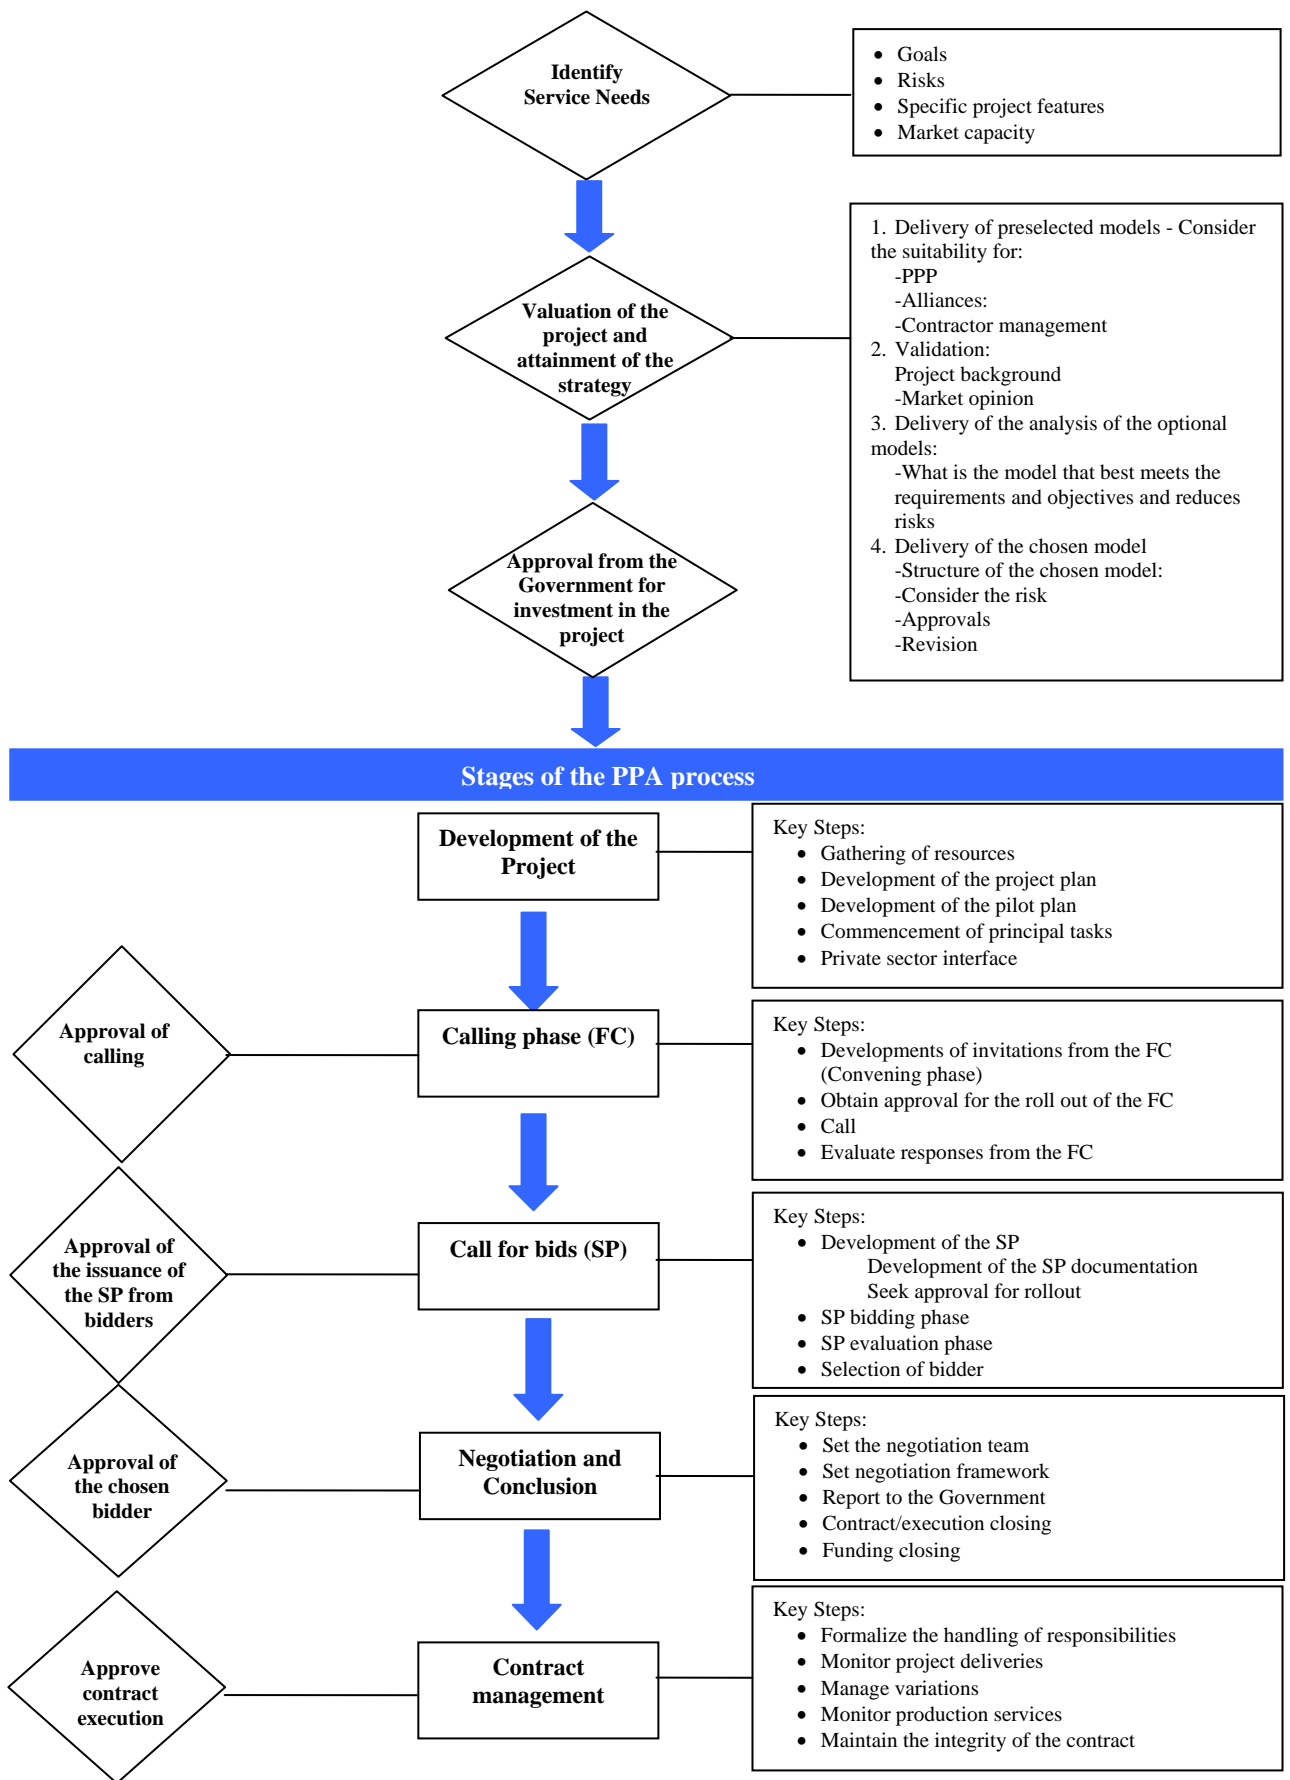 Identify
Service Needs
• Goals
• Risks
• Specific project features
• Market capacity
Valuation of the
project and
attainment of the
strategy
1. Delivery of preselected models - Consider
the suitability for:
-PPP
-Alliances:
-Contractor management
2. Validation:
Project background
-Market opinion
3. Delivery of the analysis of the optional
models:
-What is the model that best meets the
requirements and objectives and reduces
risks
4. Delivery of the chosen model
-Structure of the chosen model:
-Consider the risk
-Approvals
-Revision
Approval from the
Government for
investment in the
project
Stages of the PPA process
Development of the
Project
Key Steps:
• Gathering of resources
• Development of the project plan
• Development of the pilot plan
• Commencement of principal tasks
• Private sector interface
Approval of
calling
Calling phase (FC)
Key Steps:
• Developments of invitations from the FC
(Convening phase)
• Obtain approval for the roll out of the FC
• Call
• Evaluate responses from the FC
Approval of
the issuance of
the SP from
bidders
Call for bids (SP)
Key Steps:
• Development of the SP
Development of the SP documentation
Seek approval for rollout
• SP bidding phase
• SP evaluation phase
• Selection of bidder
Approval of
the chosen
bidder
Negotiation and
Conclusion
Key Steps:
• Set the negotiation team
• Set negotiation framework
• Report to the Government
• Contract/execution closing
• Funding closing
Approve
contract
execution
Contract
management
Key Steps:
• Formalize the handling of responsibilities
• Monitor project deliveries
• Manage variations
• Monitor production services
• Maintain the integrity of the contract